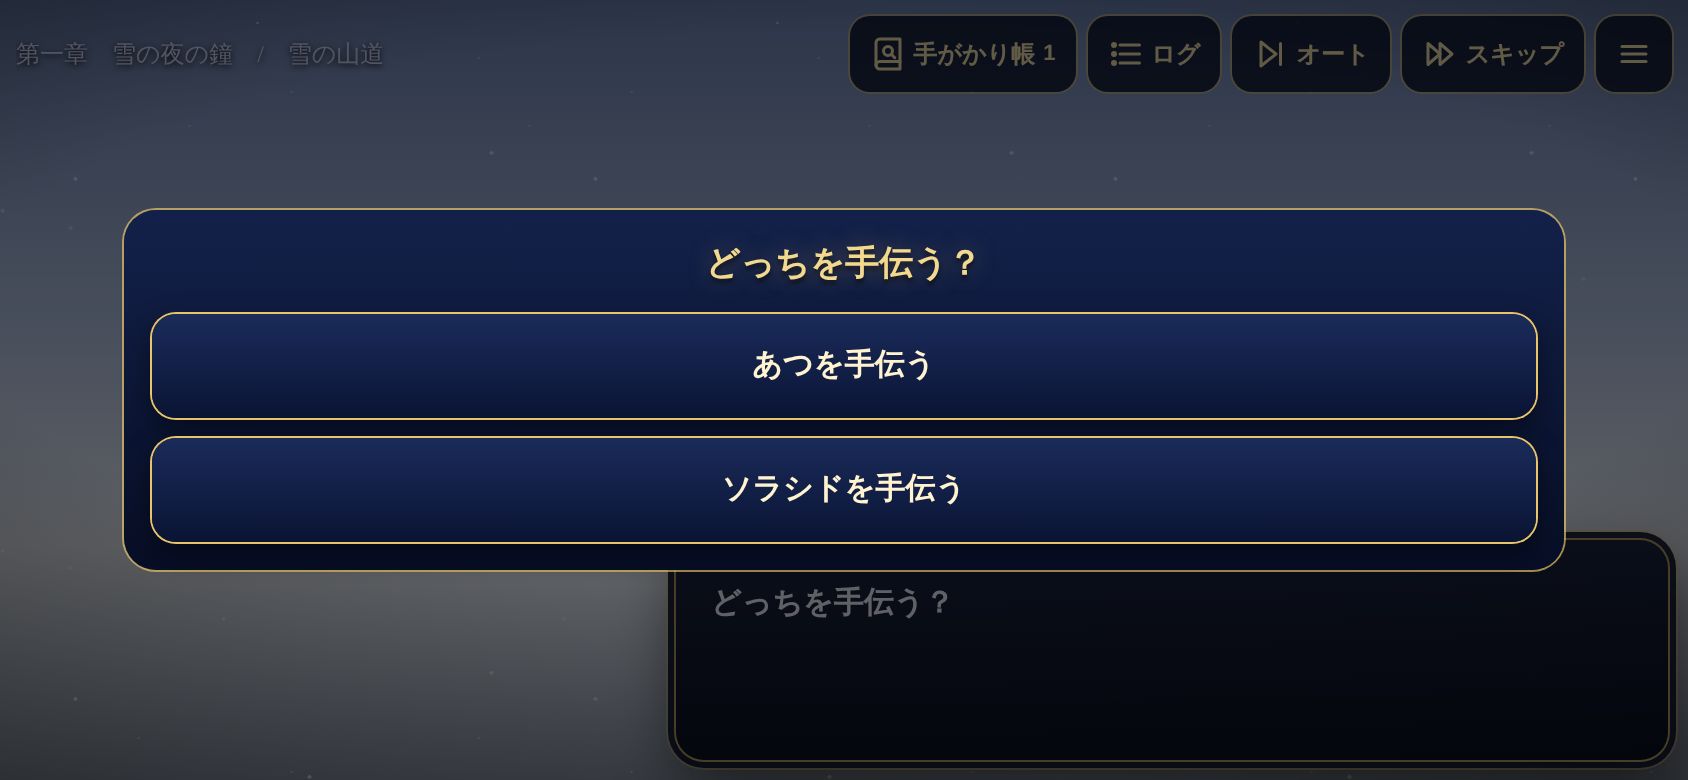 第一章　雪の夜の鐘　/　雪の山道
手がかり帳 1
ログ
オート
スキップ
どっちを手伝う？
あつを手伝う
ソラシドを手伝う
どっちを手伝う？